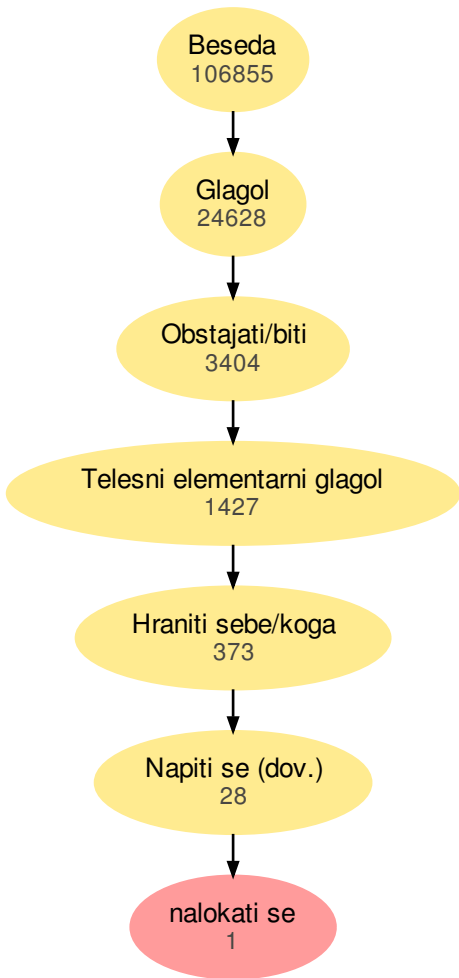 Beseda
106855
Glagol
24628
Obstajati/biti
3404
Telesni elementarni glagol
1427
Hraniti sebe/koga
373
Napiti se (dov.)
28
nalokati se
1